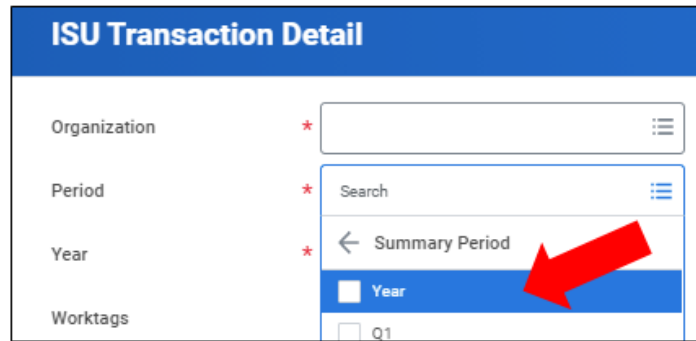 ISU Transaction Detail
Organization *
Period * Search
Summary Period
Year *
Year
Worktags
Q1